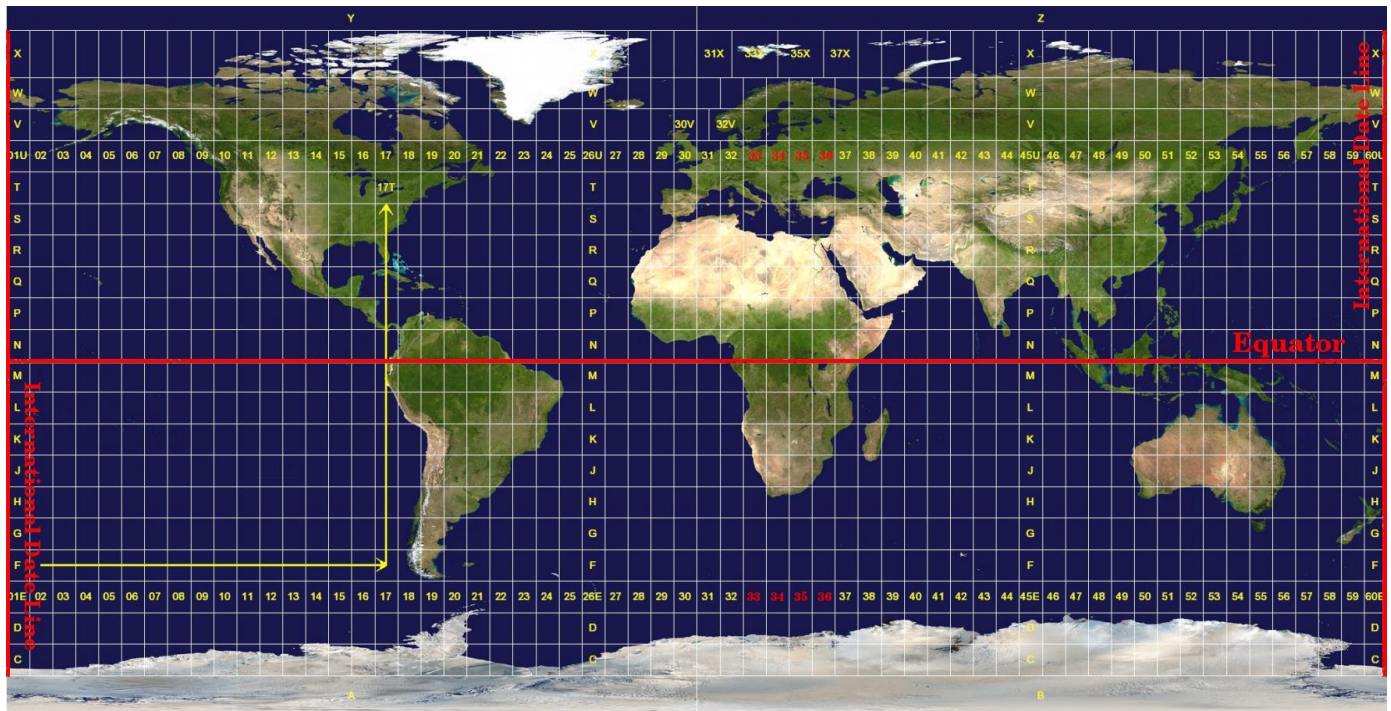 Y Z
X X 31X 33X 35X 37X X X
W W W W
V V 30V 32V V V
01U 02 03 04 05 06 07 08 09 10 11 12 13 14 15 16 17 18 19 20 21 22 23 24 25 26U 27 28 29 30 31 32 33 34 35 36 37 38 39 40 41 42 43 44 45U 46 47 48 49 50 51 52 53 54 55 56 57 58 59 60U
T 17T T T T
S S S S
R R R R
Q Q Q Q
P P P P
International Date Line
N N N N
Equator
M M M M
L L L L
K K K K
J J J J
H H H H
G G G G
F F F F
International Date Line
01E 02 03 04 05 06 07 08 09 10 11 12 13 14 15 16 17 18 19 20 21 22 23 24 25 26E 27 28 29 30 31 32 33 34 35 36 37 38 39 40 41 42 43 44 45E 46 47 48 49 50 51 52 53 54 55 56 57 58 59 60E
D D D D
C C C C
A B